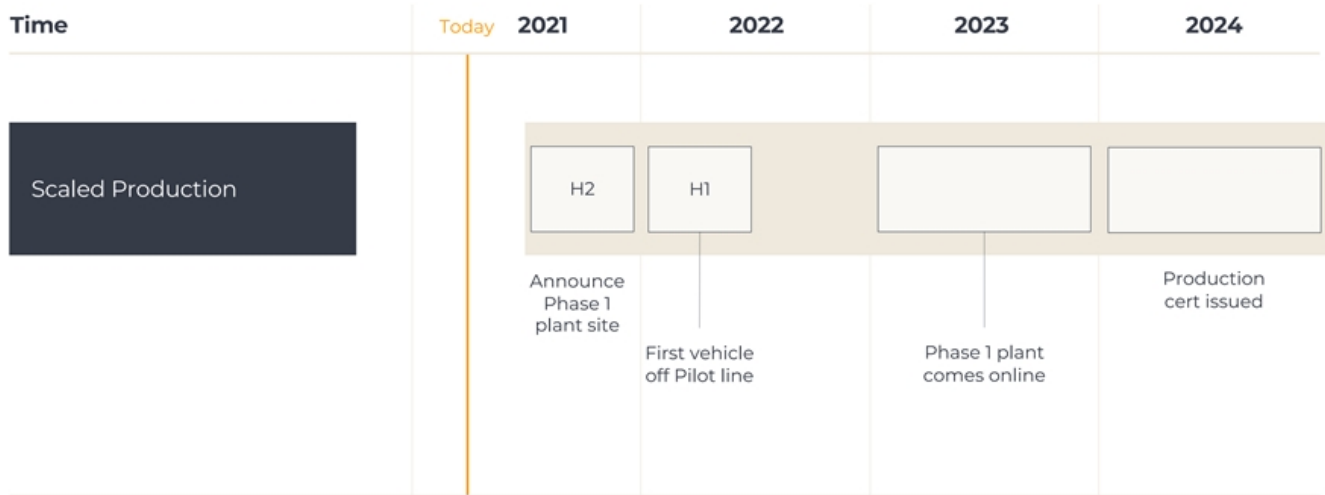 Time
Today
2021
2022
2023
2024
Scaled Production
H2
H1
Announce
Phase 1
plant site
First vehicle
off Pilot line
Phase 1 plant
comes online
Production
cert issued